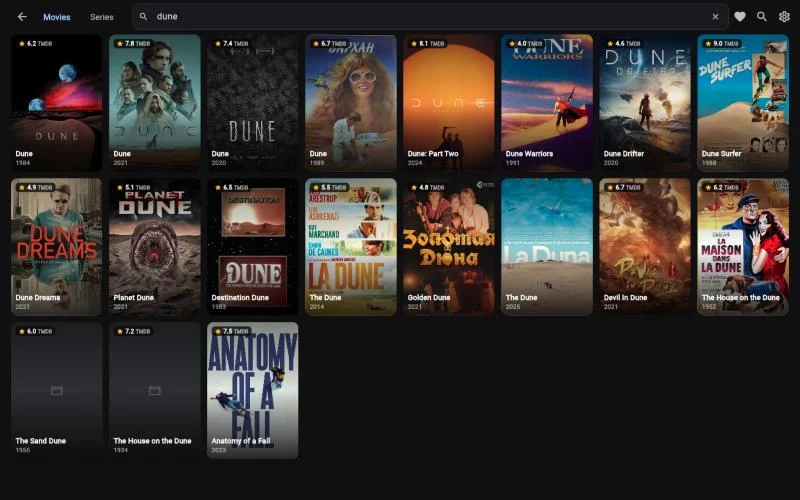 Movies
Series
dune
6.2 TMDB
DUNE
Dune
1984
7.8 TMDB
DUNE
Dune
2021
7.4 TMDB
DUNE
Dune
2020
6.7 TMDB
Dune
1989
8.1 TMDB
DUNE
Dune: Part Two
2024
4.0 TMDB
DUNE
WARRIORS
Dune Warriors
1991
4.6 TMDB
DUNE
DRIFTER
Dune Drifter
2020
9.0 TMDB
DUNE
SURFER
Dune Surfer
1988
4.9 TMDB
DUNE
DREAMS
Dune Dreams
2021
5.1 TMDB
PLANET
DUNE
Planet Dune
2021
6.5 TMDB
DESTINATION
DUNE
Destination Dune
1983
5.5 TMDB
ARESTRUP
ASHKENAZI
GUY
MARCHAND
EMMA
DE CAUNES
LA DUNE
The Dune
2014
4.8 TMDB
Золотая
Дюна
Golden Dune
2021
The Dune
2025
6.7 TMDB
Devil in Dune
2021
6.2 TMDB
LA
MAISON
DANS
LA DUNE
The House on the Dune
1952
6.0 TMDB
The Sand Dune
1955
7.2 TMDB
The House on the Dune
1934
7.5 TMDB
ANATOMY
OF A
FALL
Anatomy of a Fall
2023